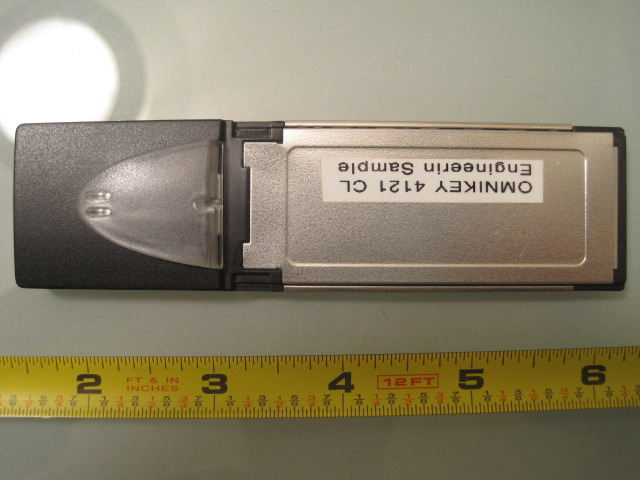 OMNIKEY 4121 CL
Engineerin Sample
2 FT & IN INCHES 3 4 12FT 5 6